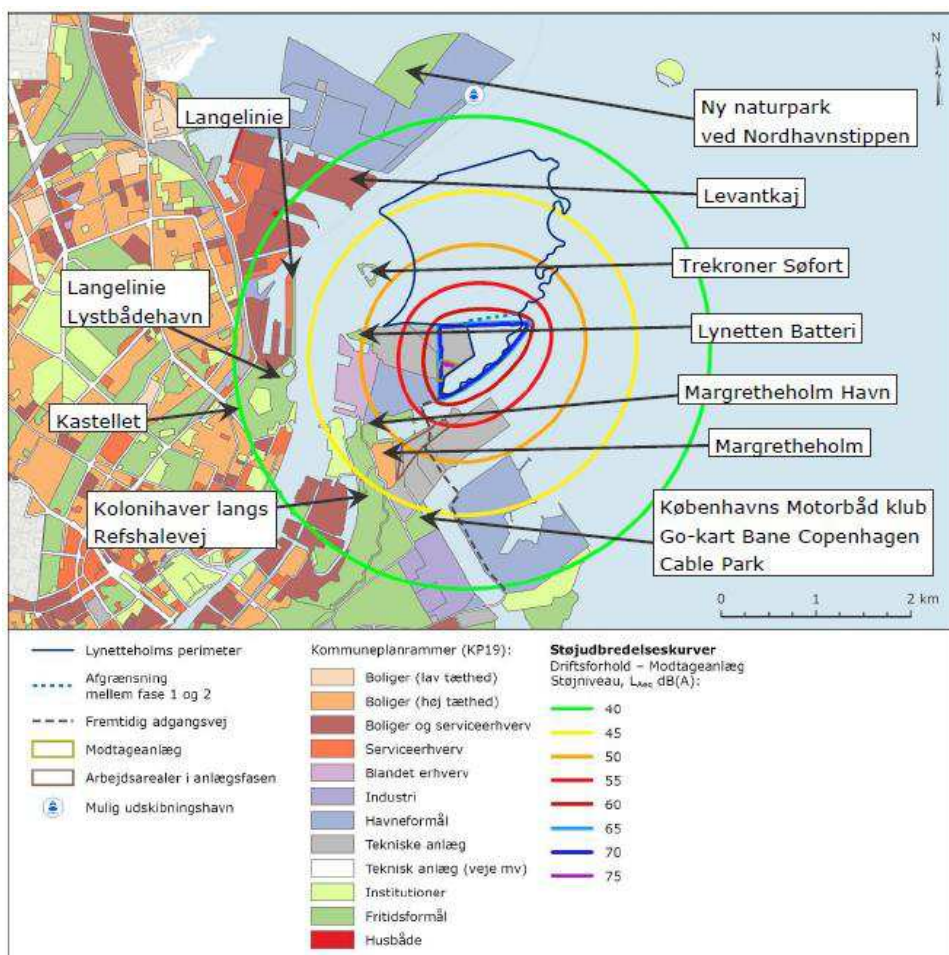 N
Langelinie
Ny naturpark
ved Nordhavnstippen
Levantkaj
Trekroner Søfort
Langelinie
Lystbådehavn
Lynetten Batteri
Margretheholm Havn
Kastellet
Margretheholm
Kolonihaver langs
Refshalevej
Københavns Motorbåd klub
Go-kart Bane Copenhagen
Cable Park
0 1 2 km
Lynetteholms perimeter
Afgrænsning
mellem fase 1 og 2
Fremtidig adgangsvej
Modtageanlæg
Arbejdsarealer i anlægsfasen
Mulig udskibningshavn
Kommuneplanrammer (KP19):
Boliger (lav tæthed)
Boliger (høj tæthed)
Boliger og serviceerhverv
Serviceerhverv
Blandet erhverv
Industri
Havneformål
Tekniske anlæg
Teknisk anlæg (veje mv)
Institutioner
Fritidsformål
Husbåde
Støjudbredelseskurver
Driftsforhold – Modtageanlæg
Støjniveau, LAeq dB(A):
40
45
50
55
60
65
70
75